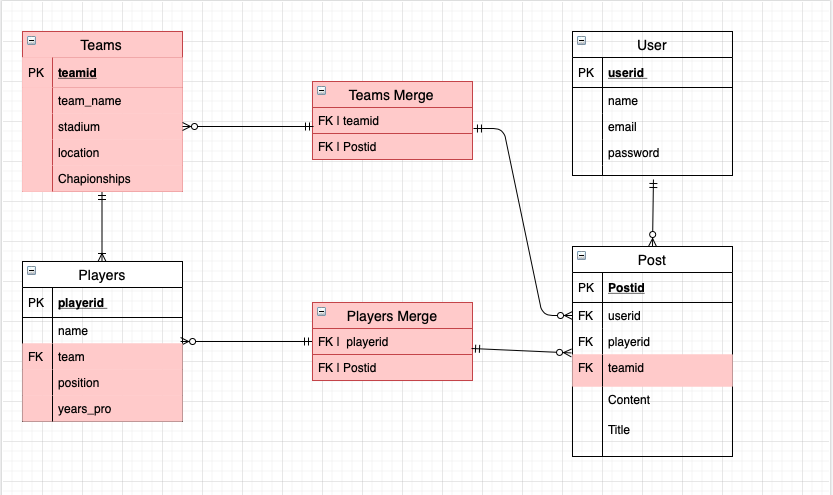 Teams
PK teamid
team_name
stadium
location
Chapionships
Teams Merge
FK | teamid
FK | Postid
User
PK userid
name
email
password
Players
PK playerid
name
FK team
position
years_pro
Players Merge
FK | playerid
FK | Postid
Post
PK Postid
FK userid
FK playerid
FK teamid
Content
Title